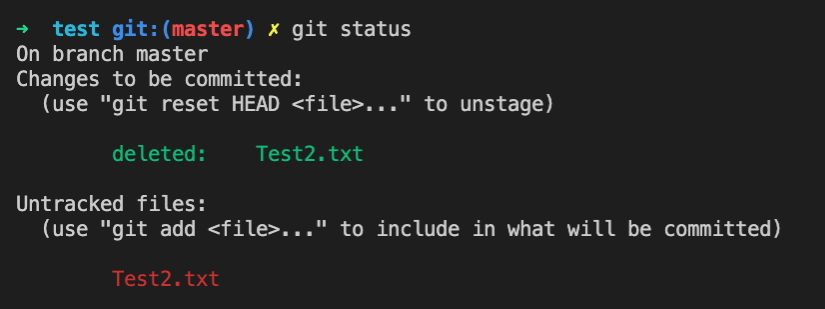 ➜  test git:(master) ✗ git status
On branch master
Changes to be committed:
  (use "git reset HEAD <file>..." to unstage)

        deleted:    Test2.txt

Untracked files:
  (use "git add <file>..." to include in what will be committed)

        Test2.txt